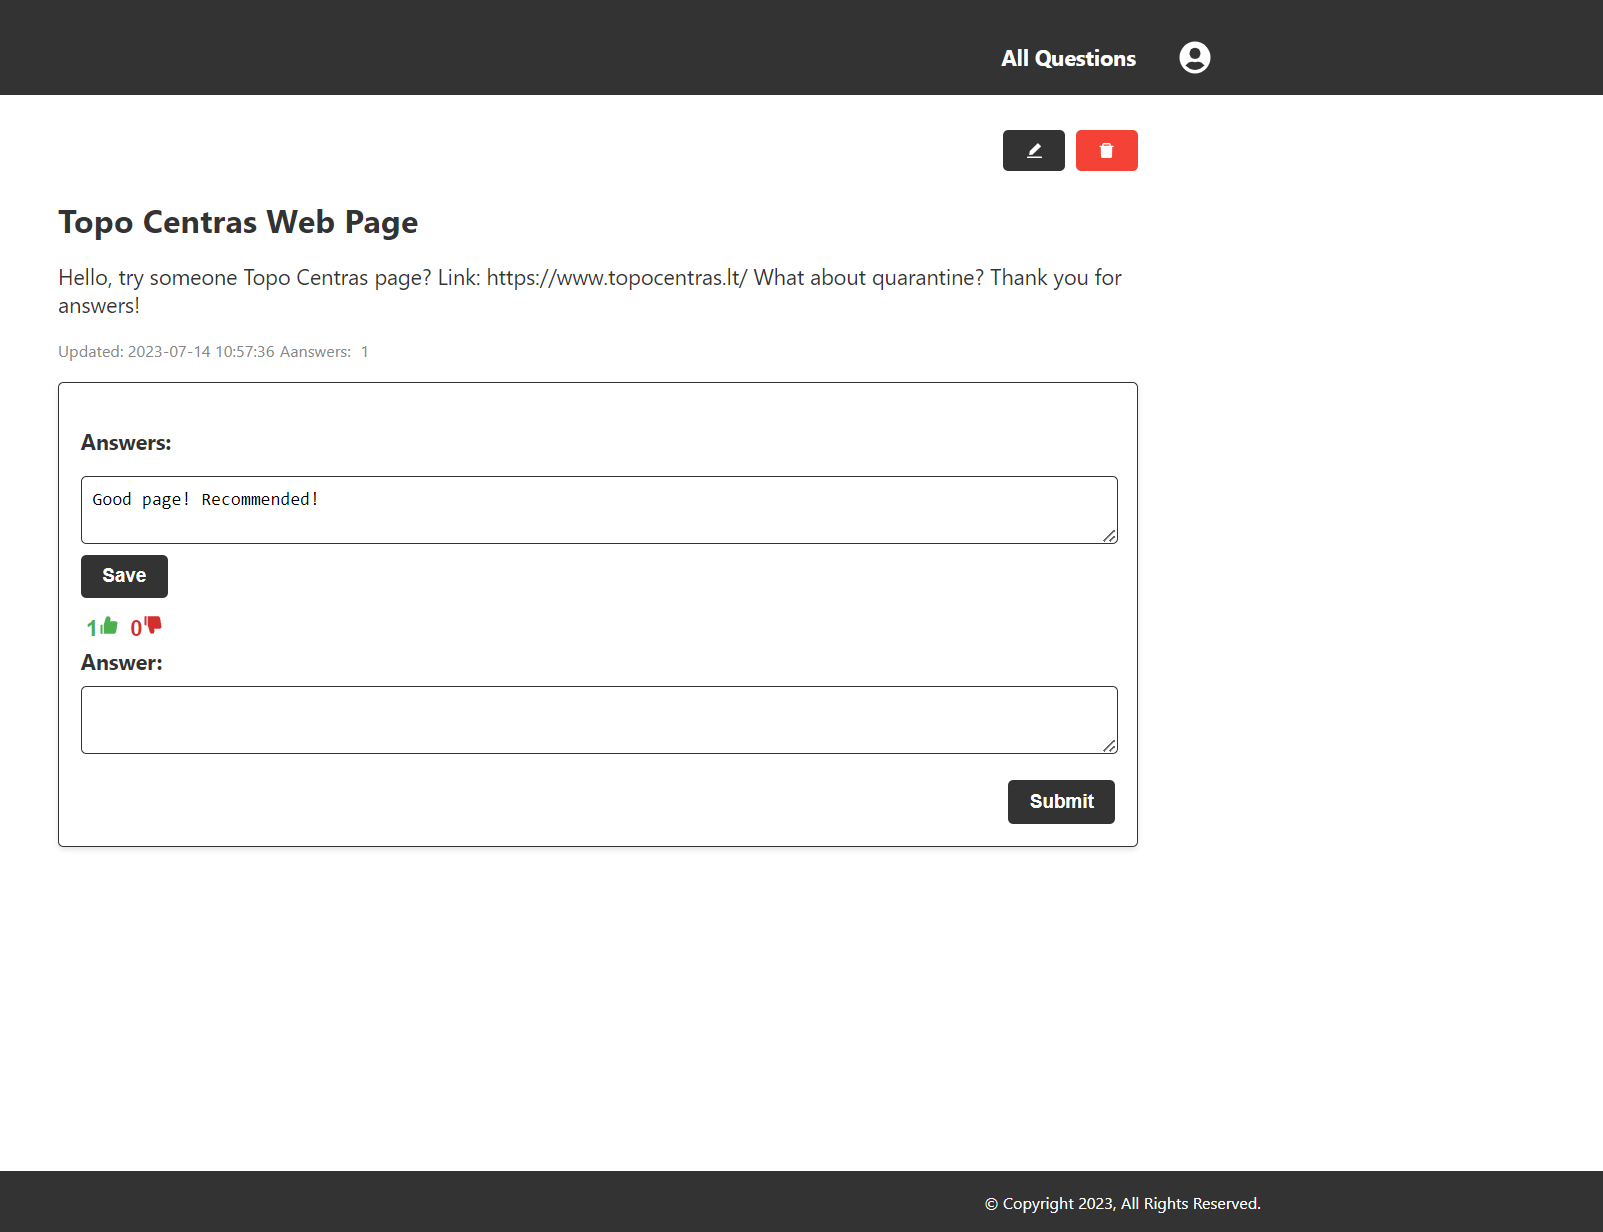 All Questions
Topo Centras Web Page
Hello, try someone Topo Centras page? Link: https://www.topocentras.lt/ What about quarantine? Thank you for
answers!
Updated: 2023-07-14 10:57:36 Aanswers: 1
Answers:
Good page! Recommended!
Save
1 0
Answer:
Submit
© Copyright 2023, All Rights Reserved.